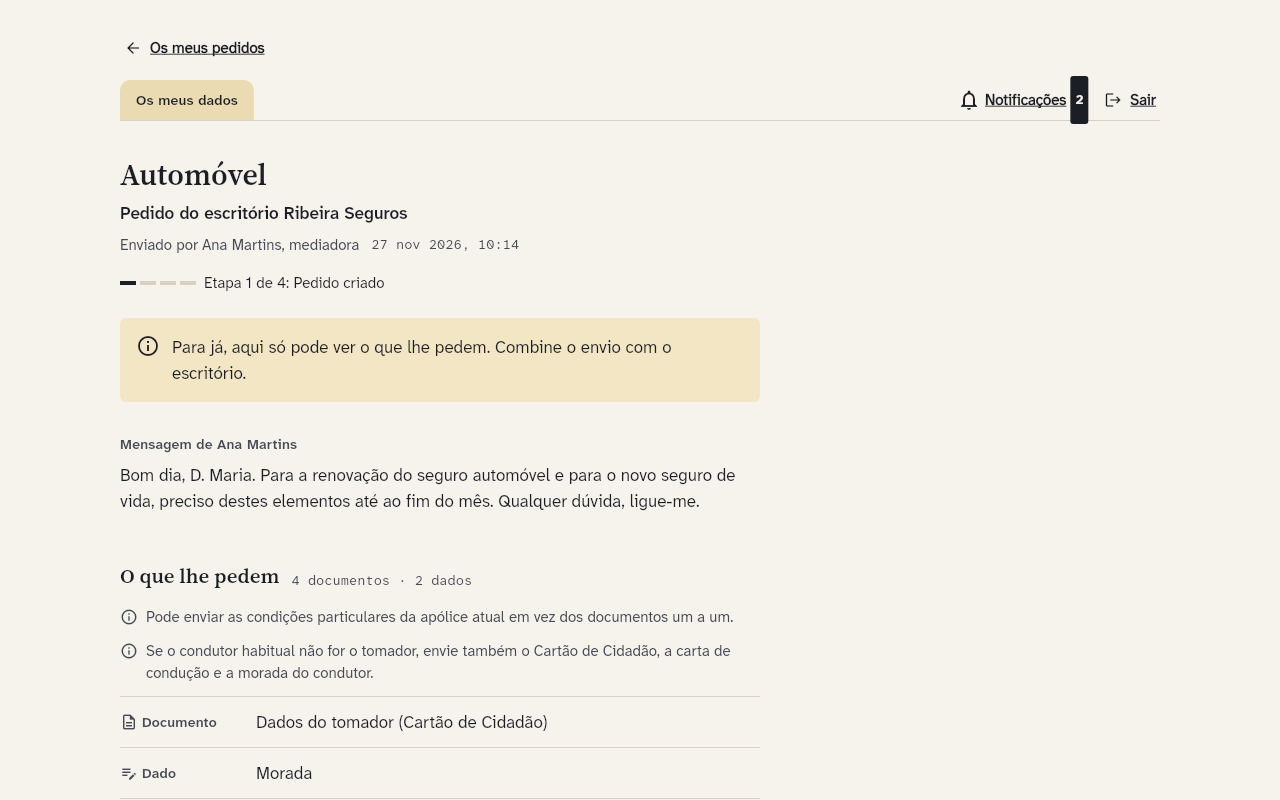 Os meus pedidos
Os meus dados
Notificações 2
Sair
Automóvel
Pedido do escritório Ribeira Seguros
Enviado por Ana Martins, mediadora 27 nov 2026, 10:14
Etapa 1 de 4: Pedido criado
Para já, aqui só pode ver o que lhe pedem. Combine o envio com o
escritório.
Mensagem de Ana Martins
Bom dia, D. Maria. Para a renovação do seguro automóvel e para o novo seguro de
vida, preciso destes elementos até ao fim do mês. Qualquer dúvida, ligue-me.
O que lhe pedem 4 documentos · 2 dados
Pode enviar as condições particulares da apólice atual em vez dos documentos um a um.
Se o condutor habitual não for o tomador, envie também o Cartão de Cidadão, a carta de
condução e a morada do condutor.
Documento Dados do tomador (Cartão de Cidadão)
Dado Morada